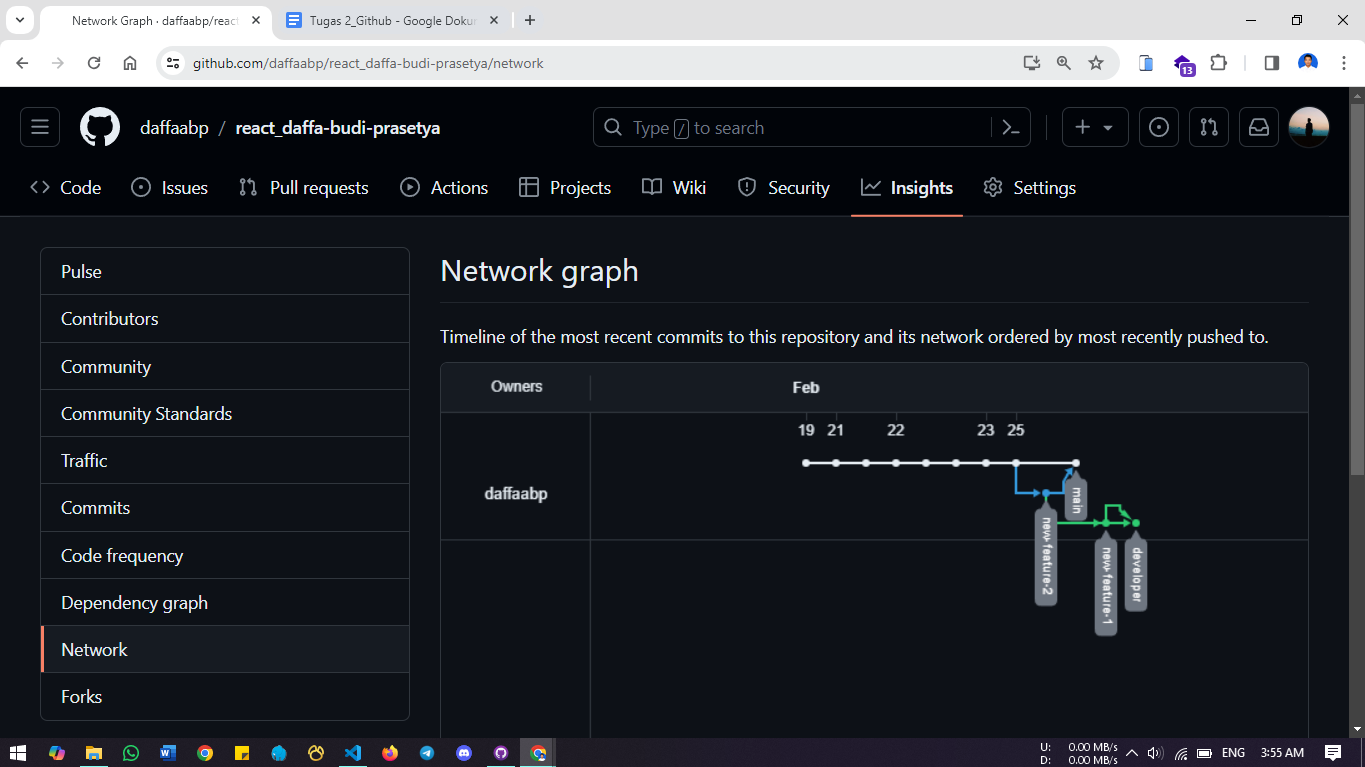 Network Graph · daffaabp/react
Tugas 2_Github - Google Doku
github.com/daffaabp/react_daffa-budi-prasetya/network
13
daffaabp / react_daffa-budi-prasetya
Type / to search
Code
Issues
Pull requests
Actions
Projects
Wiki
Security
Insights
Settings
Pulse
Contributors
Community
Community Standards
Traffic
Commits
Code frequency
Dependency graph
Network
Forks
Network graph
Timeline of the most recent commits to this repository and its network ordered by most recently pushed to.
Owners
Feb
19 21 22 23 25
daffaabp
main
new-feature-2
new-feature-1
developer
U: 0.00 MB/s
D: 0.00 MB/s
ENG
3:55 AM